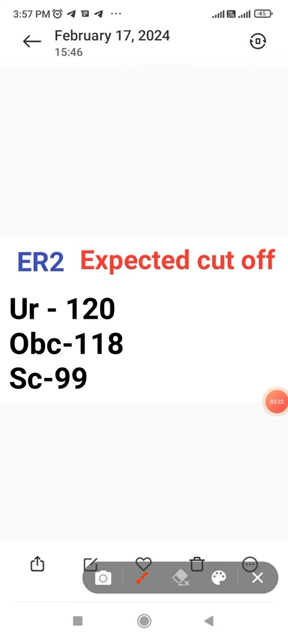 3:57 PM
45
February 17, 2024
15:46
ER2 Expected cut off
Ur - 120
Obc-118
Sc-99
03:22